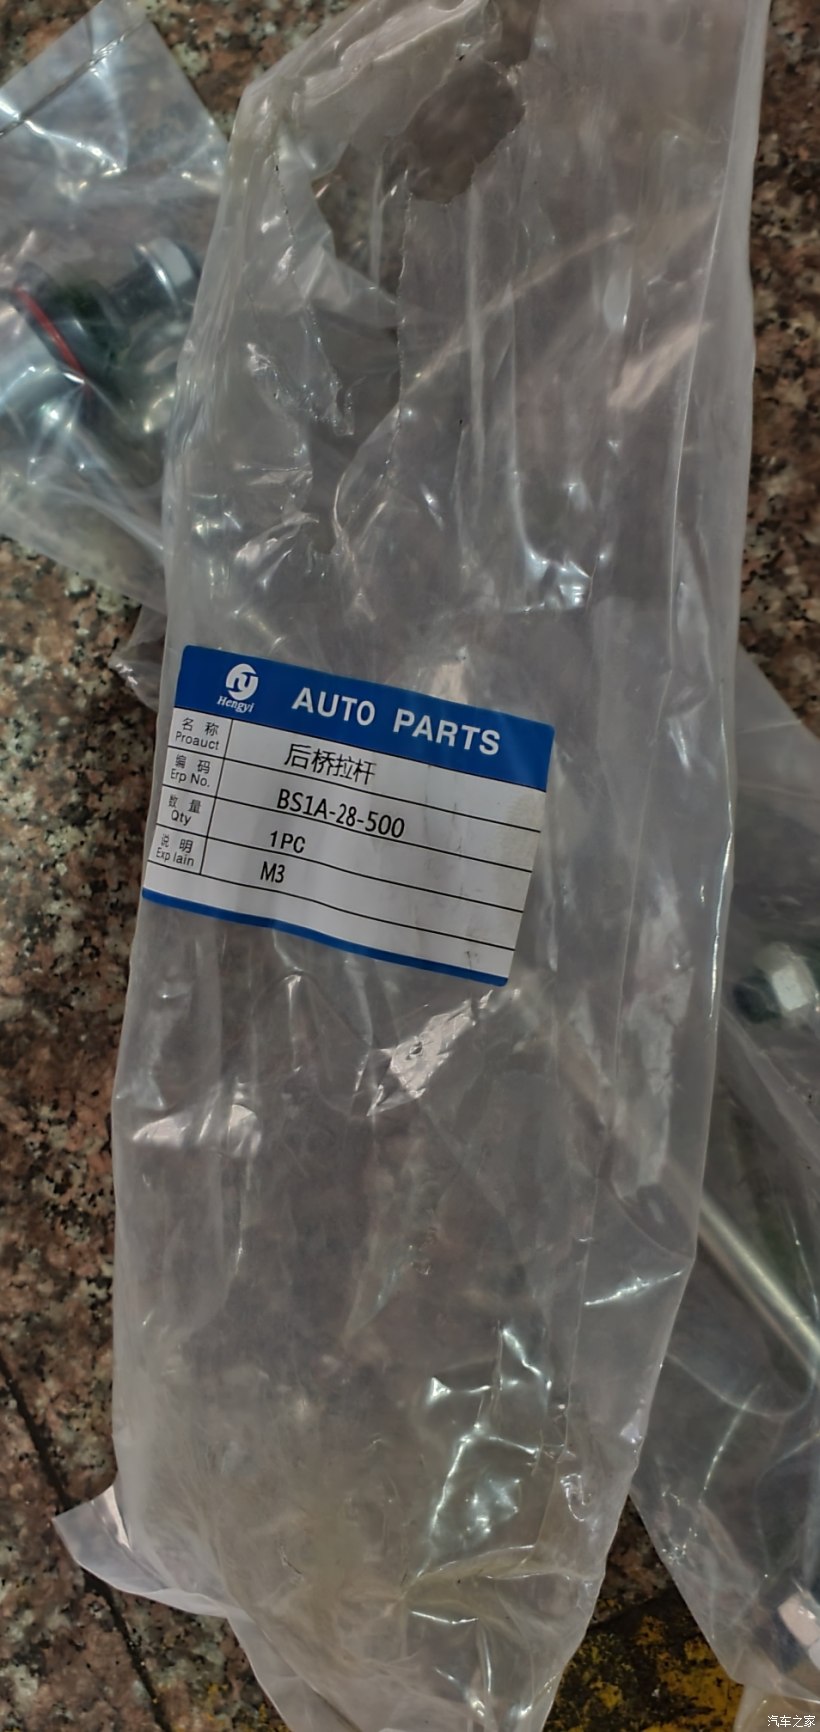 Hengyi
AUTO PARTS
名 称
Proauct
后桥拉杆
编 码
Erp No.
BS1A-28-500
数 量
Qty
1PC
说 明
Exp lain
M3
汽车之家